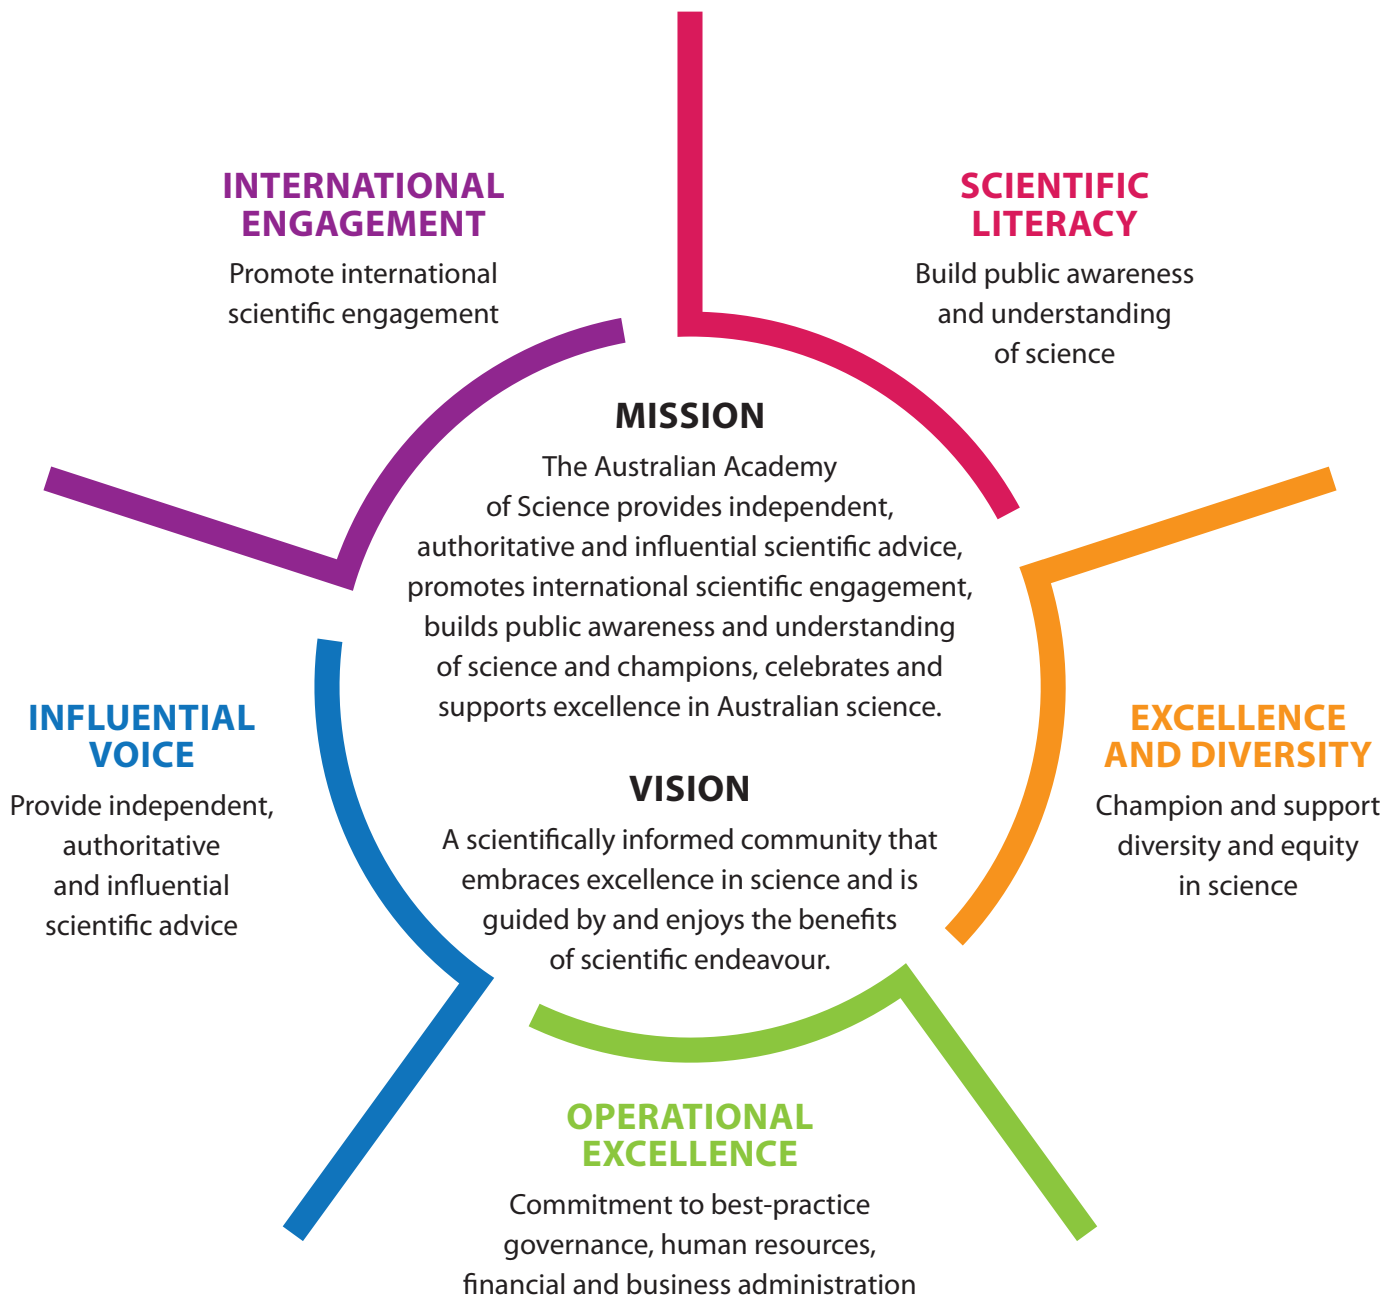 INTERNATIONAL
ENGAGEMENT
Promote international
scientific engagement
SCIENTIFIC
LITERACY
Build public awareness
and understanding
of science
MISSION
The Australian Academy
of Science provides independent,
authoritative and influential scientific advice,
promotes international scientific engagement,
builds public awareness and understanding
of science and champions, celebrates and
supports excellence in Australian science.
VISION
A scientifically informed community that
embraces excellence in science and is
guided by and enjoys the benefits
of scientific endeavour.
INFLUENTIAL
VOICE
Provide independent,
authoritative
and influential
scientific advice
EXCELLENCE
AND DIVERSITY
Champion and support
diversity and equity
in science
OPERATIONAL
EXCELLENCE
Commitment to best-practice
governance, human resources,
financial and business administration